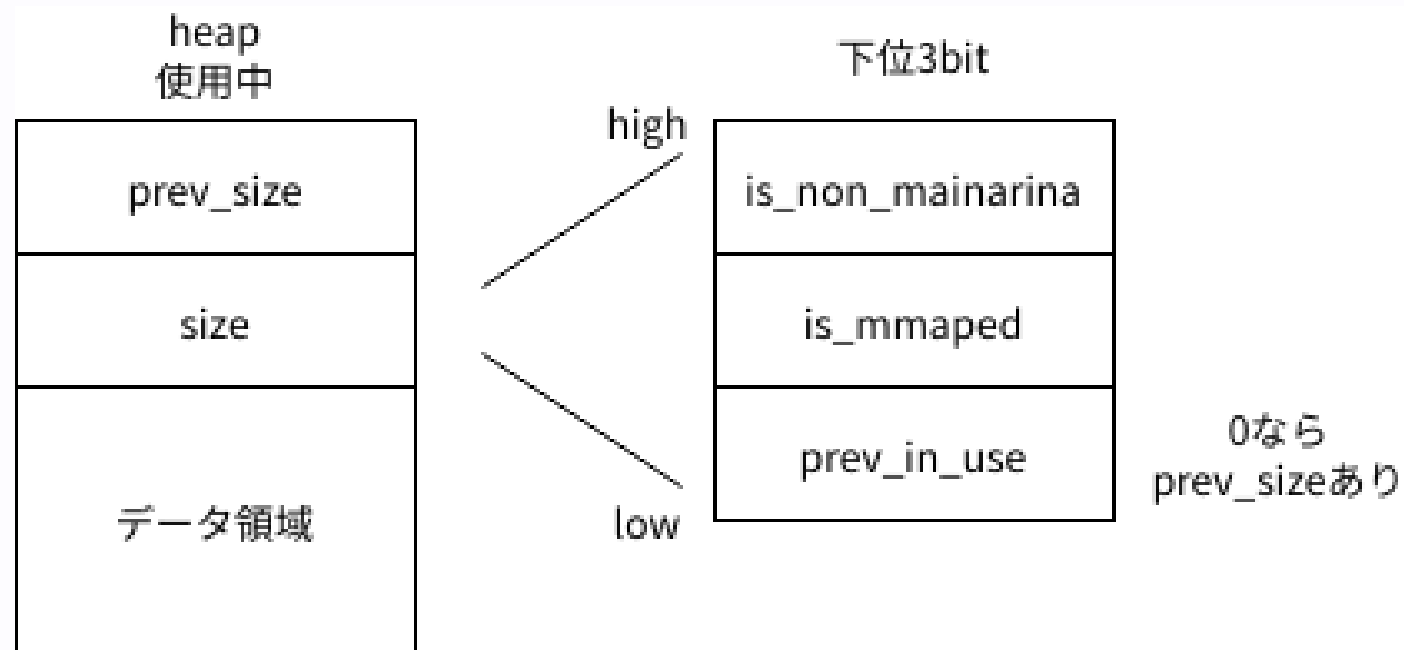 heap
使用中
prev_size
size
データ領域
下位3bit
high
low
is_non_mainarina
is_mmaped
prev_in_use
0なら
prev_sizeあり